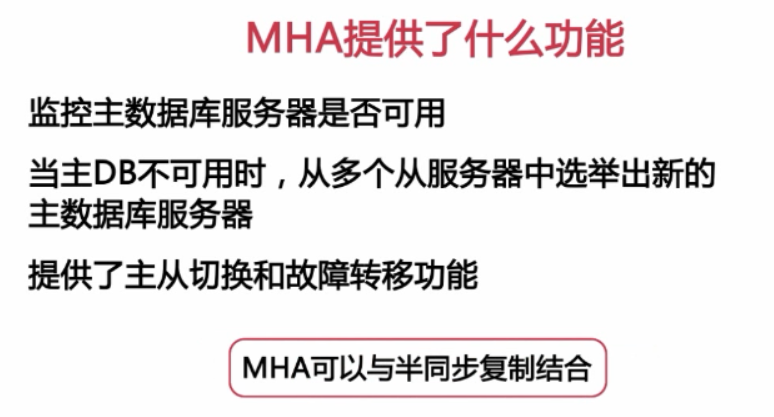 MHA提供了什么功能
监控主数据库服务器是否可用
当主DB不可用时，从多个从服务器中选举出新的
主数据库服务器
提供了主从切换和故障转移功能
MHA可以与半同步复制结合